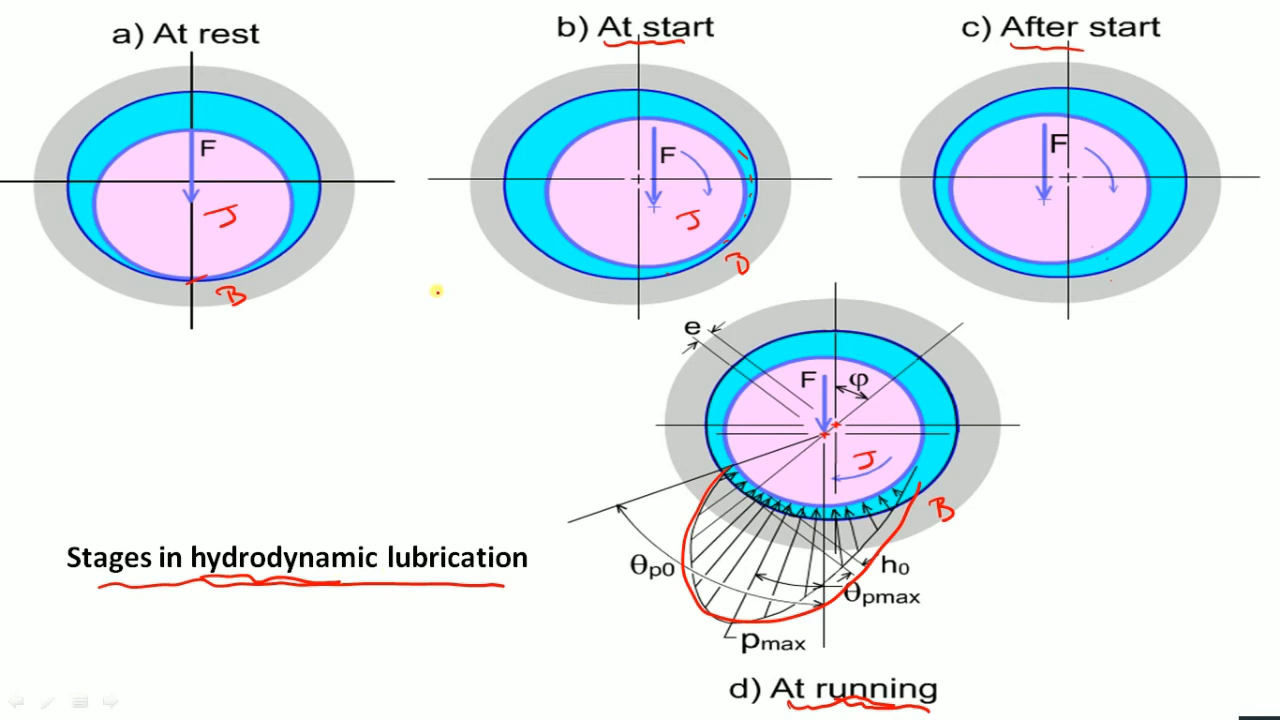 a) At rest
b) At start
c) After start
F
J
B
F
J
B
F
e
F
φ
J
B
h0
θp0
θpmax
pmax
Stages in hydrodynamic lubrication
d) At running